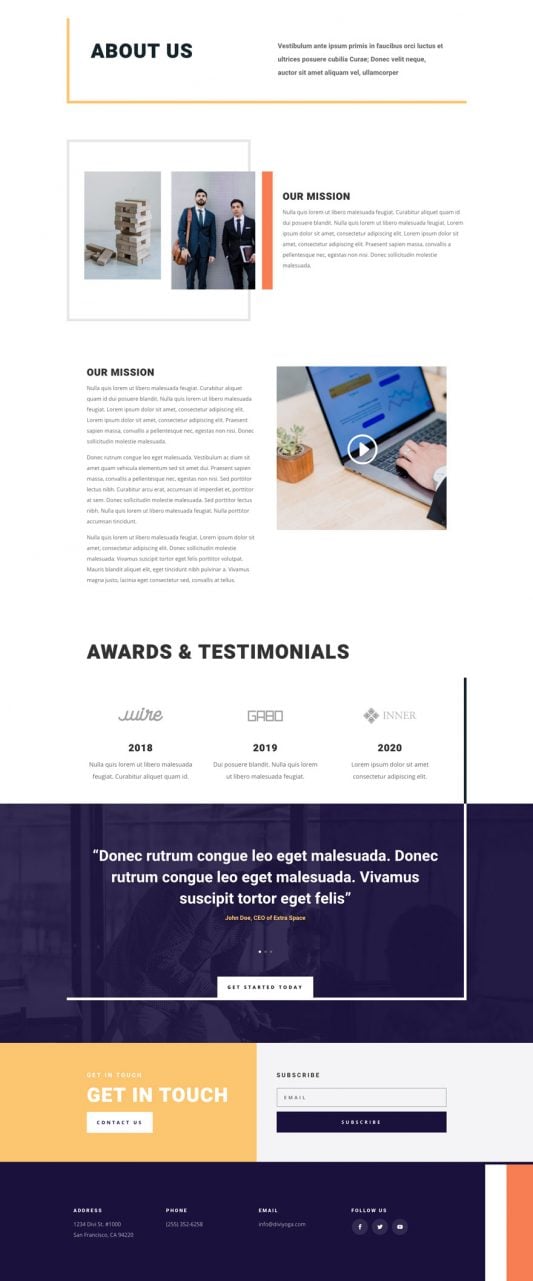 ABOUT US
Vestibulum ante ipsum primis in faucibus orci luctus et
ultrices posuere cubilia Curae; Donec velit neque,
auctor sit amet aliquam vel, ullamcorper
OUR MISSION
Nulla quis lorem ut libero malesuada feugiat. Curabitur aliquet quam id
dui posuere blandit. Nulla quis lorem ut libero malesuada feugiat. Lorem
ipsum dolor sit amet, consectetur adipiscing elit. Lorem ipsum dolor sit
amet, consectetur adipiscing elit. Praesent sapien massa, convallis a
pellentesque nec, egestas non nisi. Donec sollicitudin molestie
malesuada.
OUR MISSION
Nulla quis lorem ut libero malesuada feugiat. Curabitur aliquet
quam id dui posuere blandit. Nulla quis lorem ut libero malesuada
feugiat. Lorem ipsum dolor sit amet, consectetur adipiscing elit.
Lorem ipsum dolor sit amet, consectetur adipiscing elit. Praesent
sapien massa, convallis a pellentesque nec, egestas non nisi. Donec
sollicitudin molestie malesuada.
Donec rutrum congue leo eget malesuada. Vestibulum ac diam sit
amet quam vehicula elementum sed sit amet dui. Praesent sapien
massa, convallis a pellentesque nec, egestas non nisi. Sed porttitor
lectus nibh. Curabitur arcu erat, accumsan id imperdiet et, porttitor
at sem. Donec sollicitudin molestie malesuada. Sed porttitor lectus
nibh. Nulla quis lorem ut libero malesuada feugiat. Nulla porttitor
accumsan tincidunt.
Nulla quis lorem ut libero malesuada feugiat. Lorem ipsum dolor sit
amet, consectetur adipiscing elit. Donec sollicitudin molestie
malesuada. Vivamus suscipit tortor eget felis porttitor volutpat.
Mauris blandit aliquet elit, eget tincidunt nibh pulvinar a. Vivamus
magna justo, lacinia eget consectetur sed, convallis at tellus.
AWARDS & TESTIMONIALS
wire GABO INNER
2018 2019 2020
Nulla quis lorem ut libero malesuada Dui posuere blandit. Nulla quis lorem Lorem ipsum dolor sit amet
feugiat. Curabitur aliquet quam id. ut libero malesuada feugiat. consectetur adipiscing elit.
“Donec rutrum congue leo eget malesuada. Donec
rutrum congue leo eget malesuada. Vivamus
suscipit tortor eget felis”
John Doe, CEO of Extra Space
GET STARTED TODAY
GET IN TOUCH
GET IN TOUCH
CONTACT US
SUBSCRIBE
EMAIL
SUBSCRIBE
ADDRESS PHONE EMAIL FOLLOW US
1234 Divi St. #1000 (255) 352-6258 info@diviyoga.com
San Francisco, CA 94220